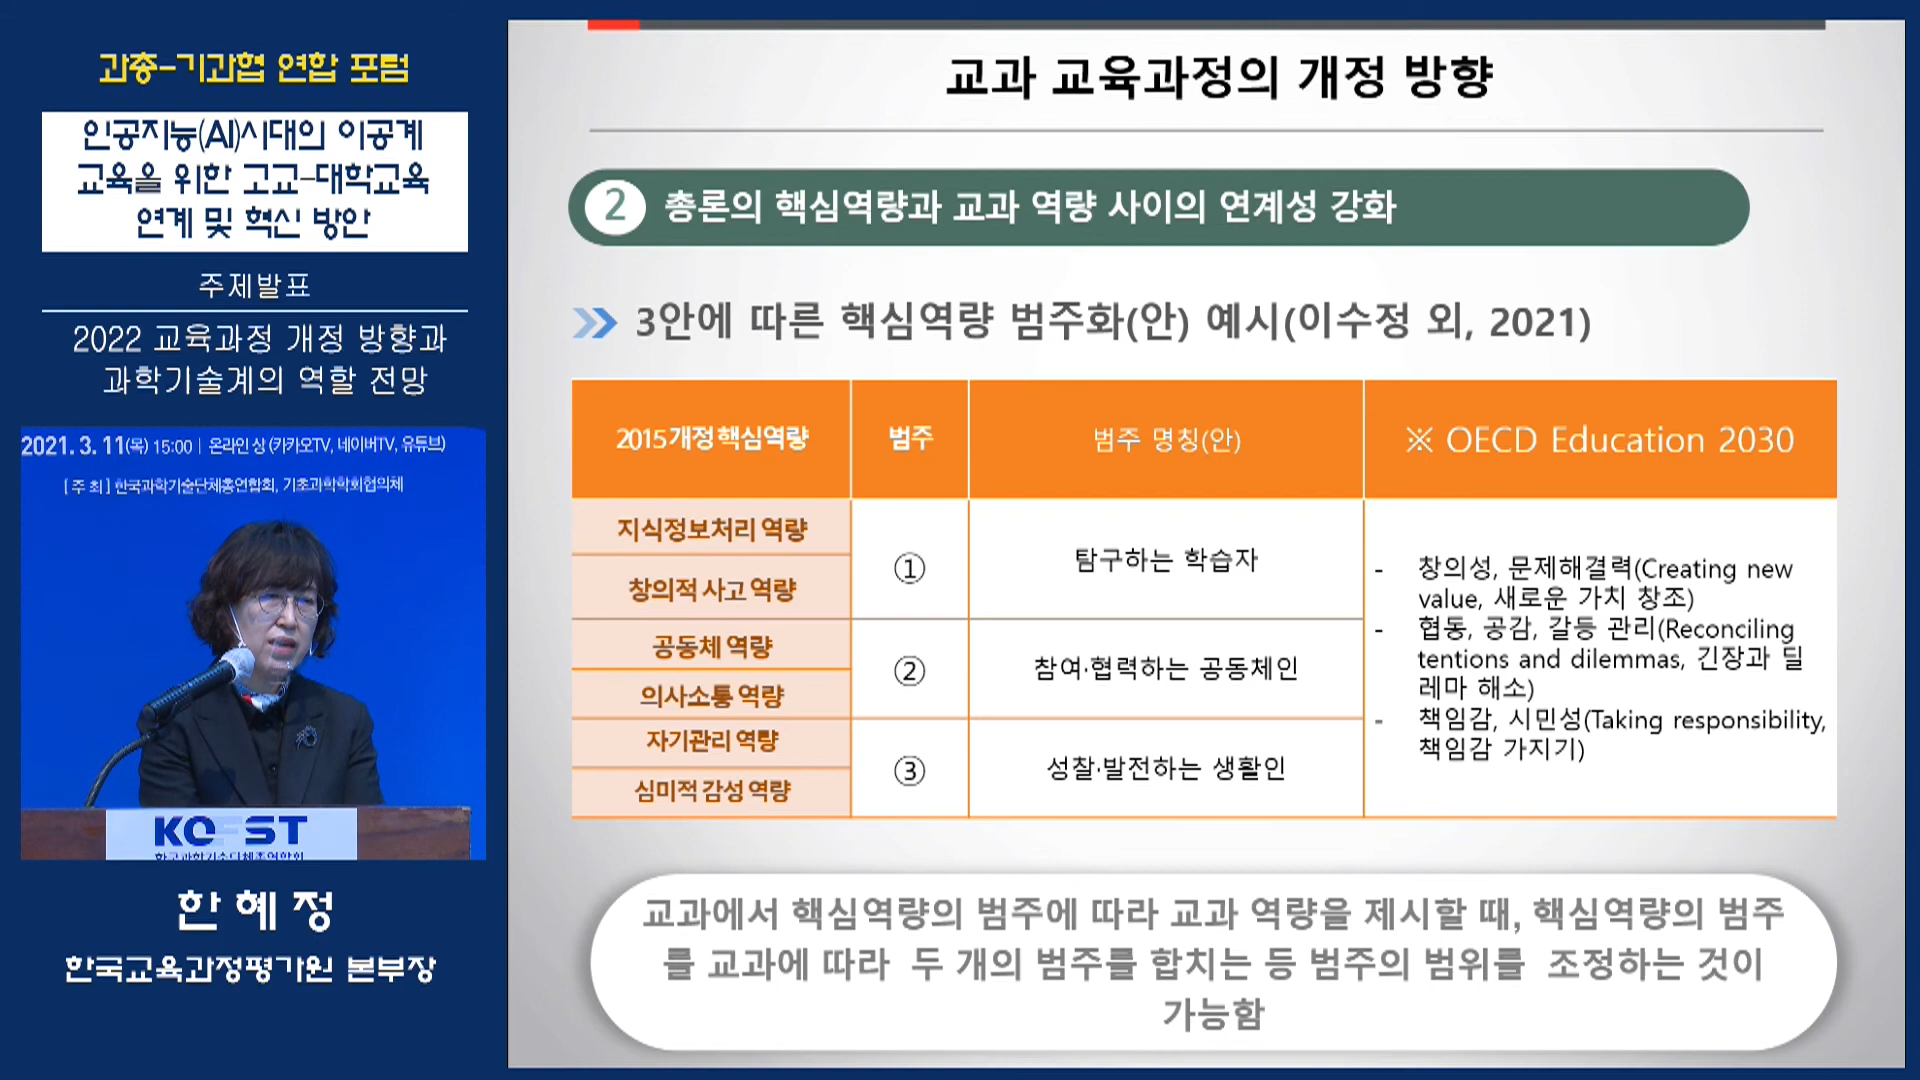 과총-기과협 연합 포럼
인공지능(AI)시대의 이공계
교육을 위한 고교-대학교육
연계 및 혁신 방안
주제발표
2022 교육과정 개정 방향과
과학기술계의 역할 전망
2021. 3. 11(목) 15:00 | 온라인 상 (카카오TV, 네이버TV, 유튜브)
[ 주 최 ] 한국과학기술단체총연합회, 기초과학학회협의체
한국과학기술단체총연합회
한 혜 정
한국교육과정평가원 본부장
교과 교육과정의 개정 방향
2 총론의 핵심역량과 교과 역량 사이의 연계성 강화
3안에 따른 핵심역량 범주화(안) 예시(이수정 외, 2021)
2015개정 핵심역량 범주 범주 명칭(안) ※ OECD Education 2030
지식정보처리 역량
창의적 사고 역량
① 탐구하는 학습자
공동체 역량
의사소통 역량
② 참여·협력하는 공동체인
자기관리 역량
심미적 감성 역량
③ 성찰·발전하는 생활인
- 창의성, 문제해결력(Creating new
value, 새로운 가치 창조)
- 협동, 공감, 갈등 관리(Reconciling
tentions and dilemmas, 긴장과 딜
레마 해소)
- 책임감, 시민성(Taking responsibility,
책임감 가지기)
교과에서 핵심역량의 범주에 따라 교과 역량을 제시할 때, 핵심역량의 범주
를 교과에 따라 두 개의 범주를 합치는 등 범주의 범위를 조정하는 것이
가능함